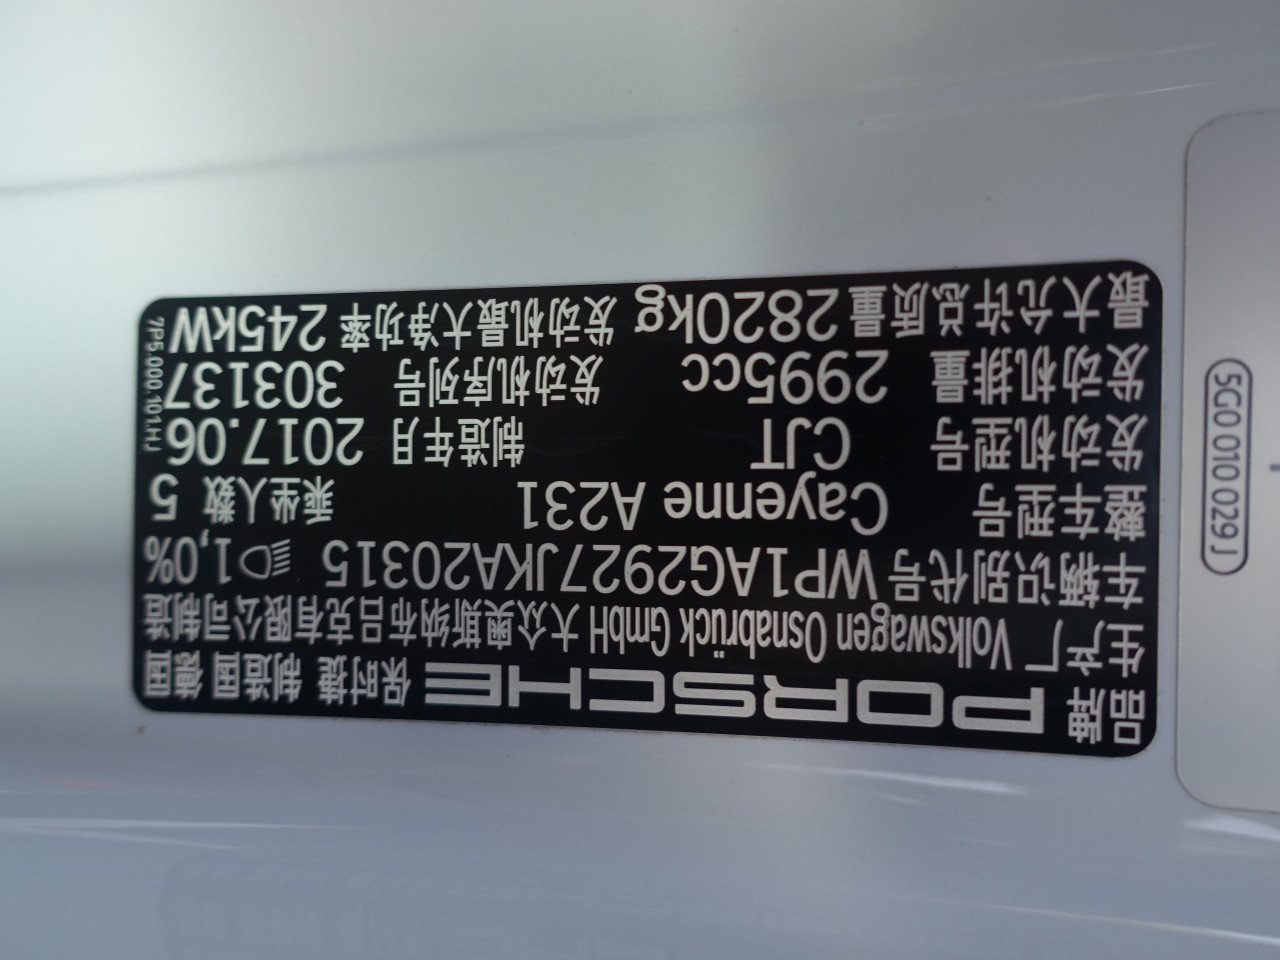 品牌 PORSCHE 保时捷 制造国 德国
生产厂 Volkswagen Osnabrück GmbH 大众奥斯纳布吕克有限公司制造
车辆识别代号 WP1AG2927JKA20315 1,0%
整车型号 Cayenne A231 乘坐人数 5
发动机型号 CJT 制造年月 2017.06
发动机排量 2995cc 发动机序列号 303137
最大允许总质量 2820kg 发动机最大净功率 245kW
7P5.000.101.HJ
5G0 010 029 J